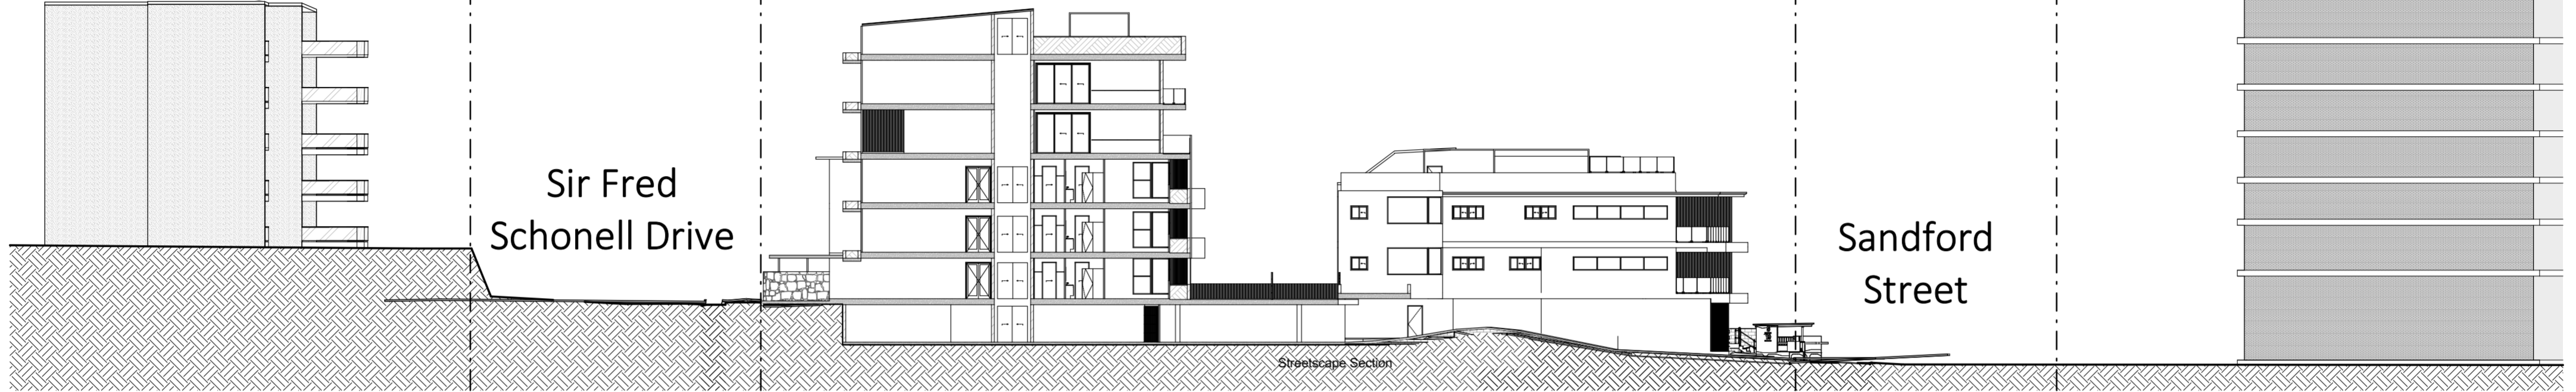 Sir Fred
Schonell Drive
Sandford
Street
Streetscape Section